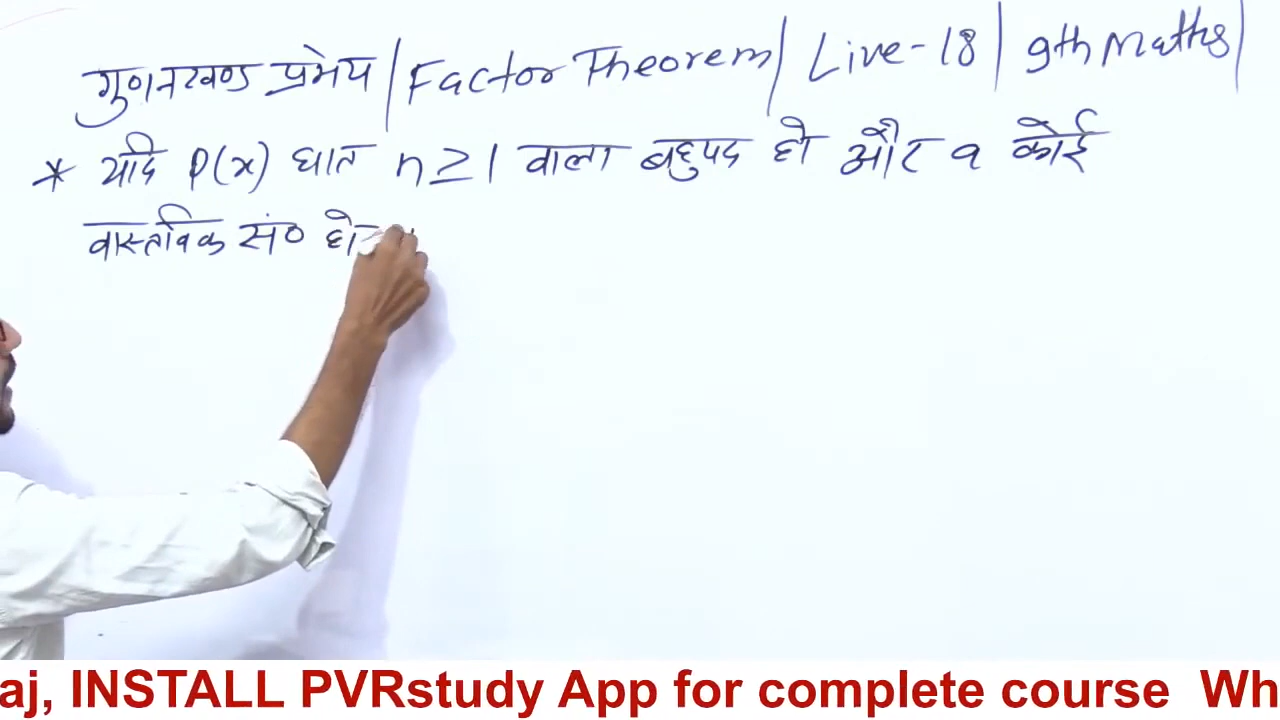 गुणनखण्ड प्रमेय | Factor Theorem | Live-18 | 9th Maths |
* यदि P(x) घात n ≥ 1 वाला बहुपद हो और a कोई
वास्तविक सं०
aj, INSTALL PVRstudy App for complete course Wh